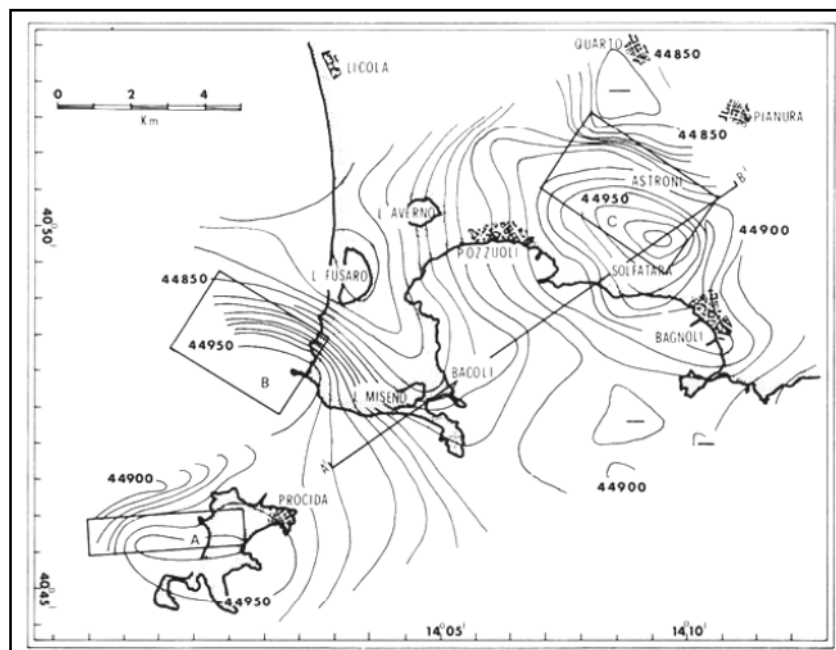 QUARTO
44850
LICOLA
0 2 4
Km
PIANURA
44850
ASTRONI
B'
44950
L AVERNO
C
44900
40°50'
POZZUOLI
SOLFATARA
L FUSARO
44850
BAGNOLI
44950
BACOLI
B
L MISENO
A'
44900
44900
PROCIDA
A
44950
40°45'
14°05' 14°10'